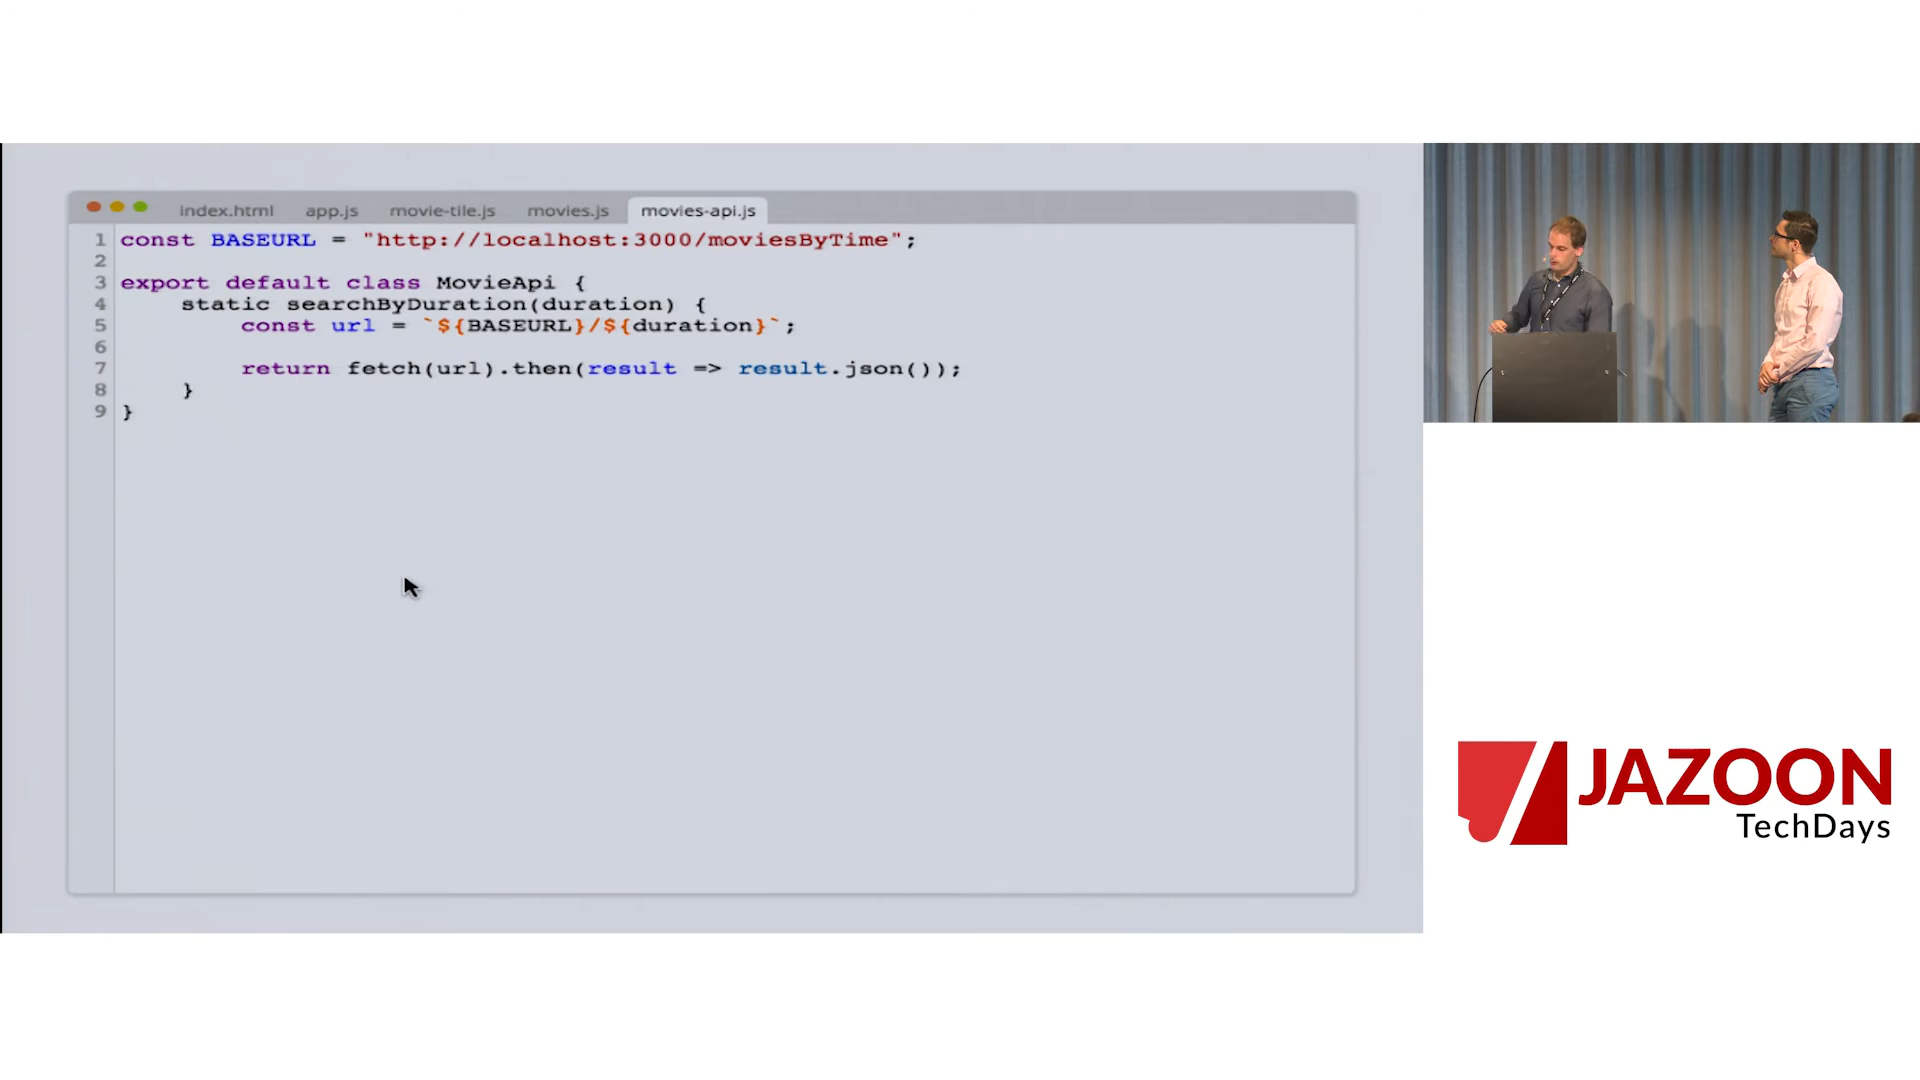 index.html app.js movie-tile.js movies.js movies-api.js
1 const BASEURL = "http://localhost:3000/moviesByTime";
2
3 export default class MovieApi {
4 static searchByDuration(duration) {
5 const url = `${BASEURL}/${duration}`;
6
7 return fetch(url).then(result => result.json());
8 }
9 }
JAZOON
TechDays